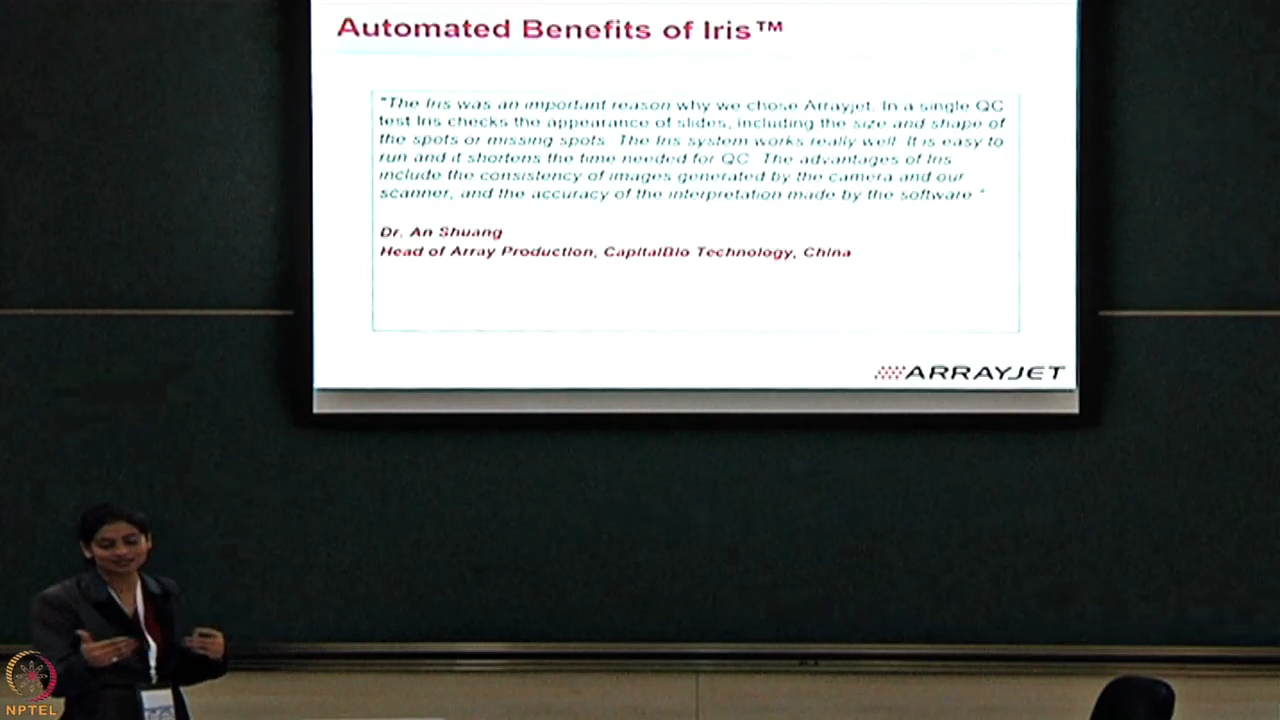 Automated Benefits of Iris™
"The Iris was an important reason why we chose Arrayjet. In a single QC
test Iris checks the appearance of slides, including the size and shape of
the spots or missing spots. The Iris system works really well. It is easy to
run and it shortens the time needed for QC. The advantages of Iris
include the consistency of images generated by the camera and our
scanner, and the accuracy of the interpretation made by the software."
Dr. An Shuang
Head of Array Production, CapitalBio Technology, China
ARRAYJET
NPTEL